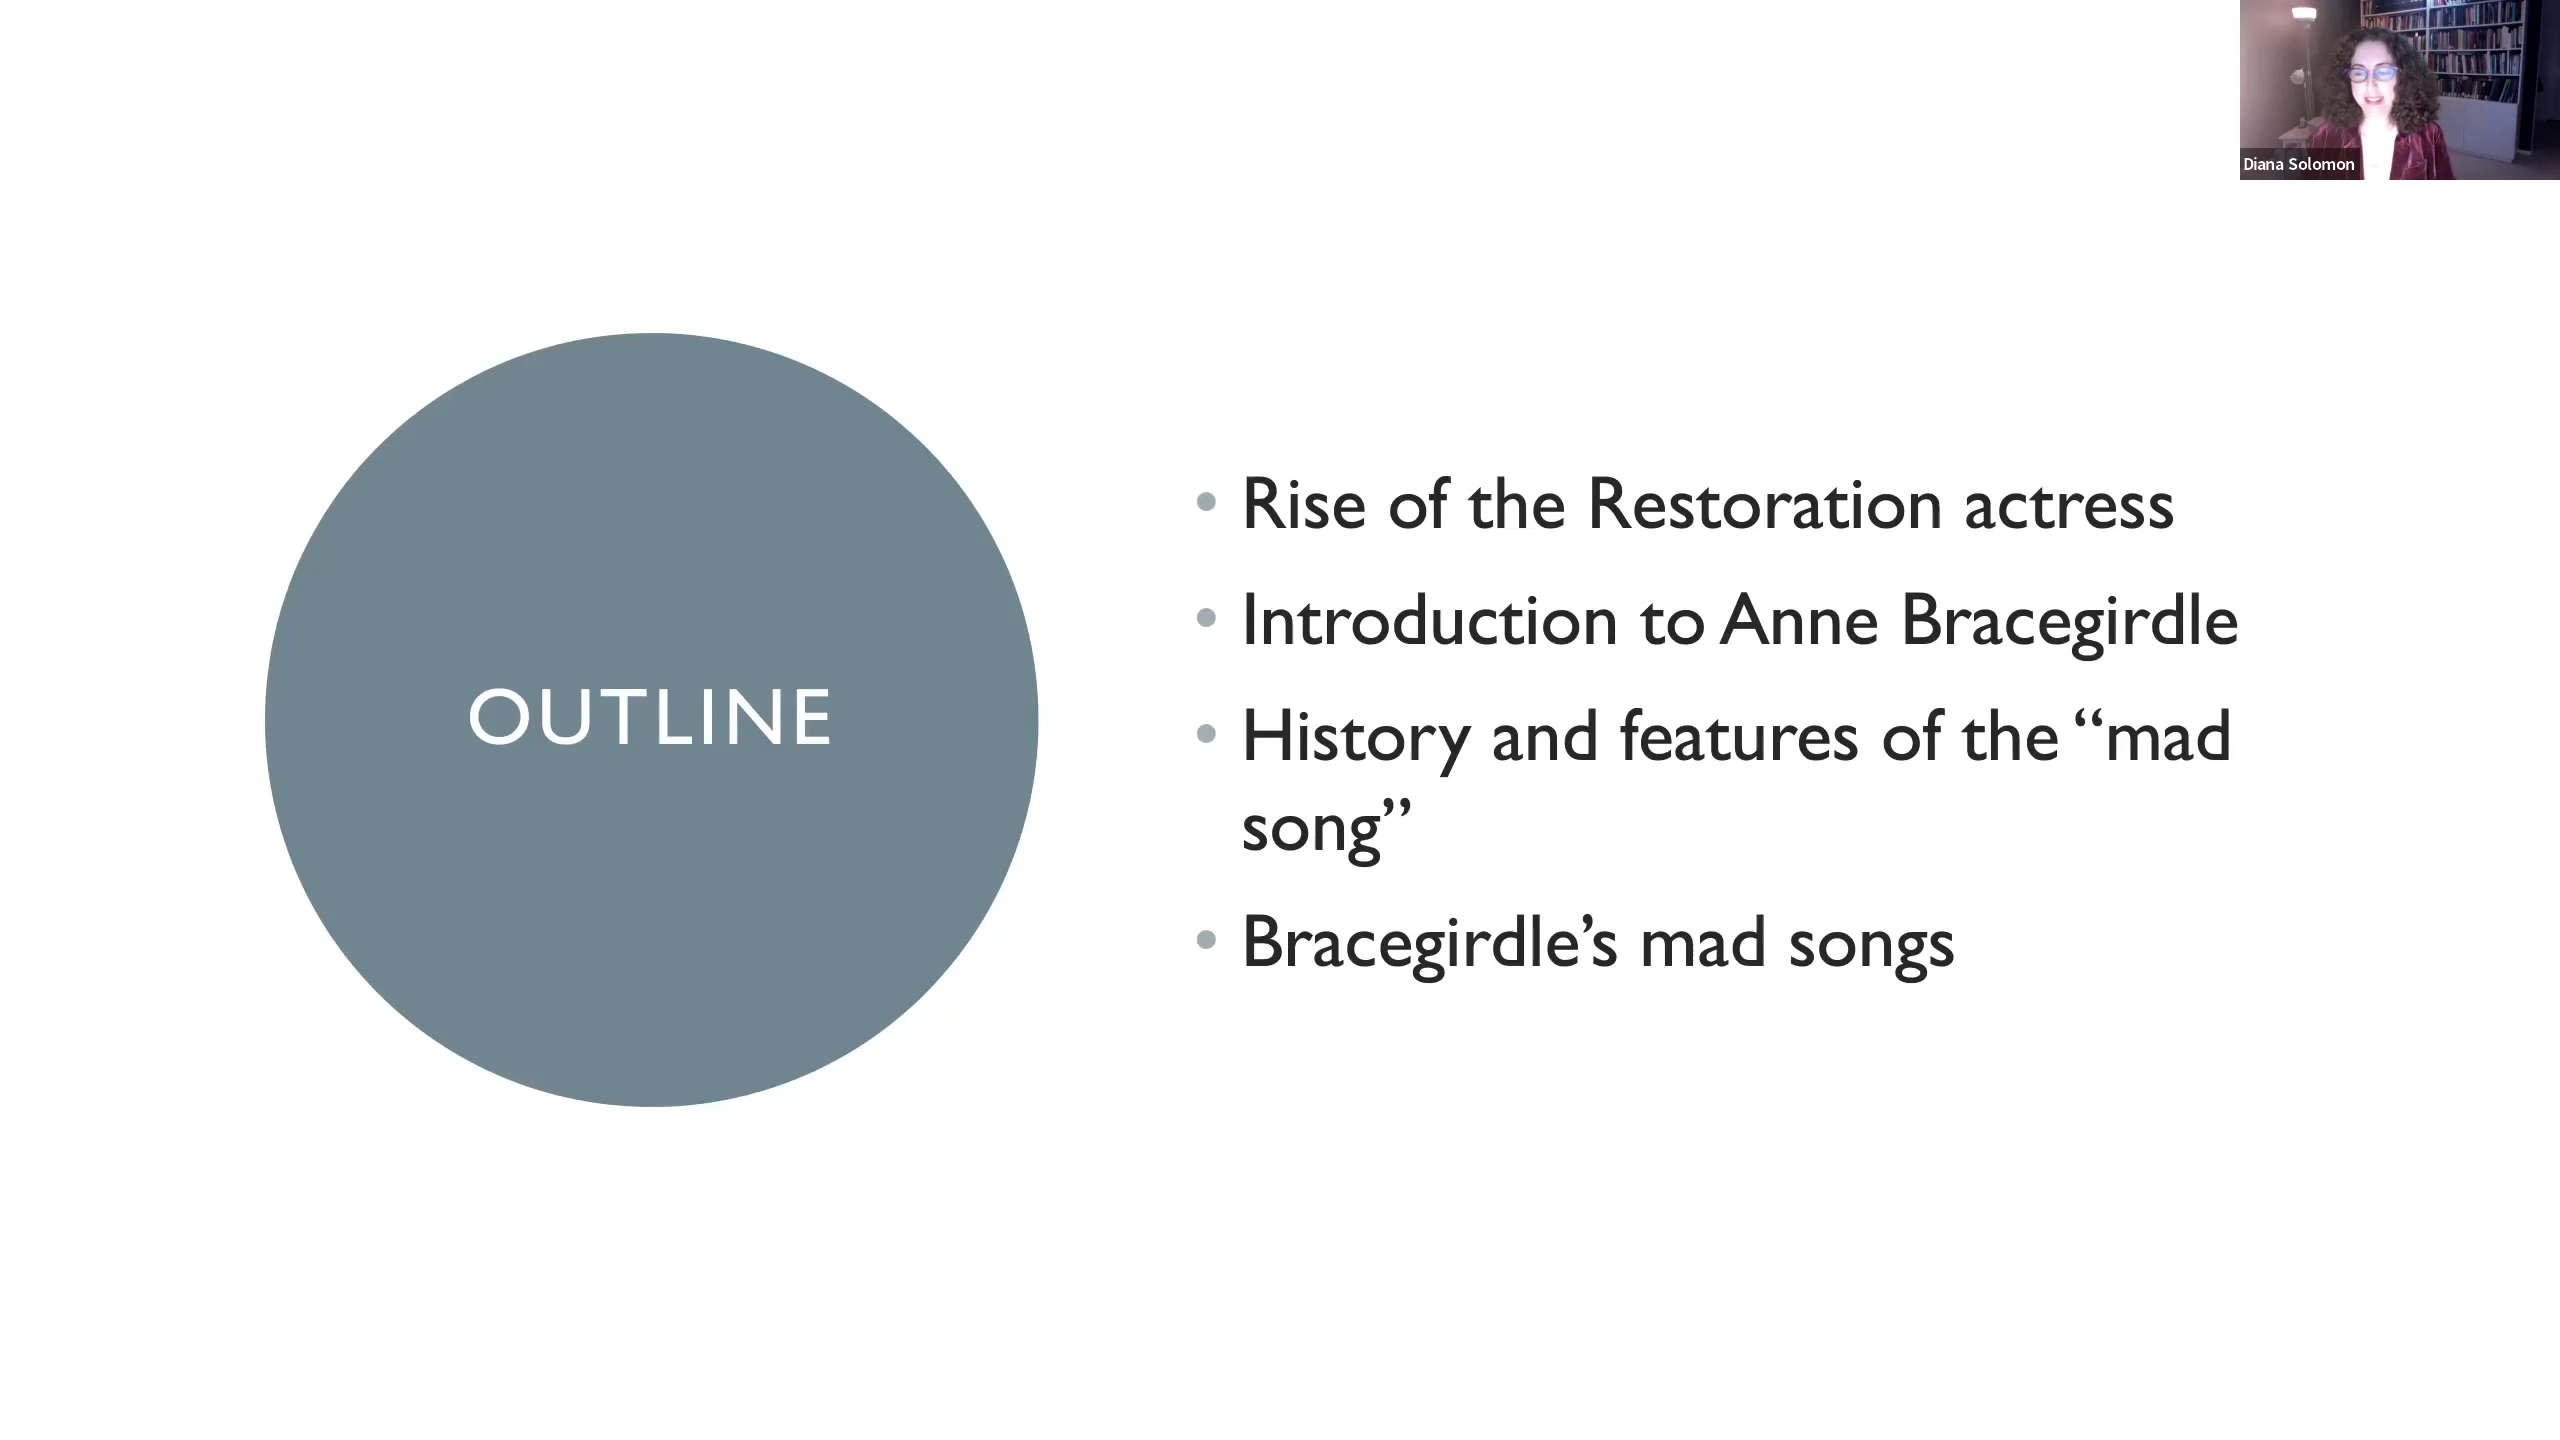 Diana Solomon
OUTLINE
• Rise of the Restoration actress
• Introduction to Anne Bracegirdle
• History and features of the “mad
song”
• Bracegirdle’s mad songs